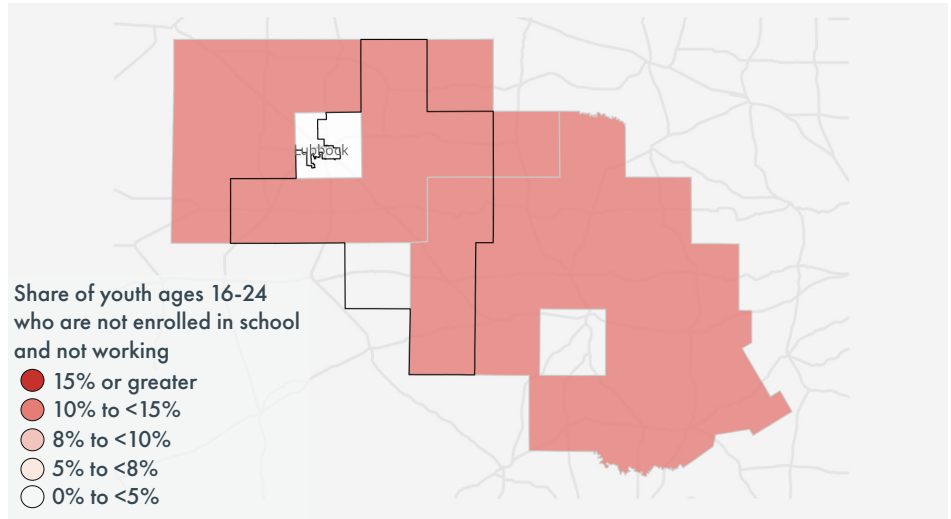 Lubbock
Share of youth ages 16-24
who are not enrolled in school
and not working
15% or greater
10% to <15%
8% to <10%
5% to <8%
0% to <5%